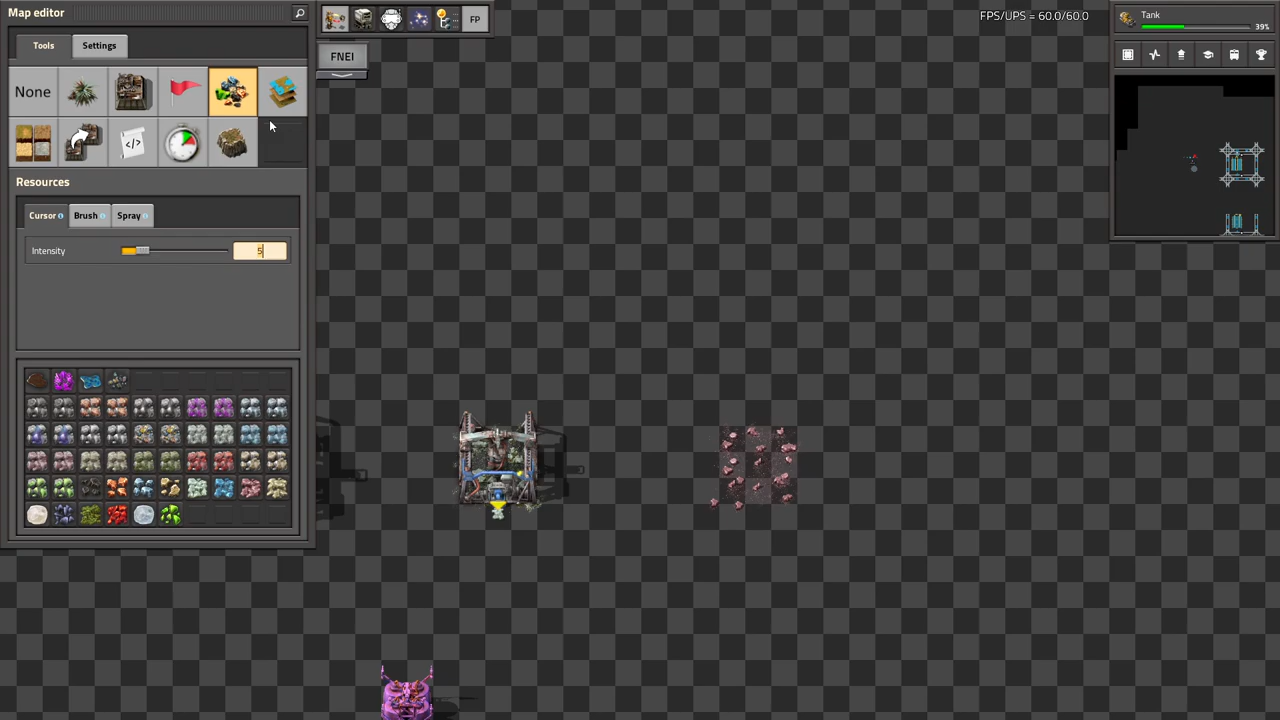 Map editor
FP
FPS/UPS = 60.0/60.0
Tank
39%
Tools
Settings
FNEI
None
</>
Resources
Cursor
Brush
Spray
Intensity
5